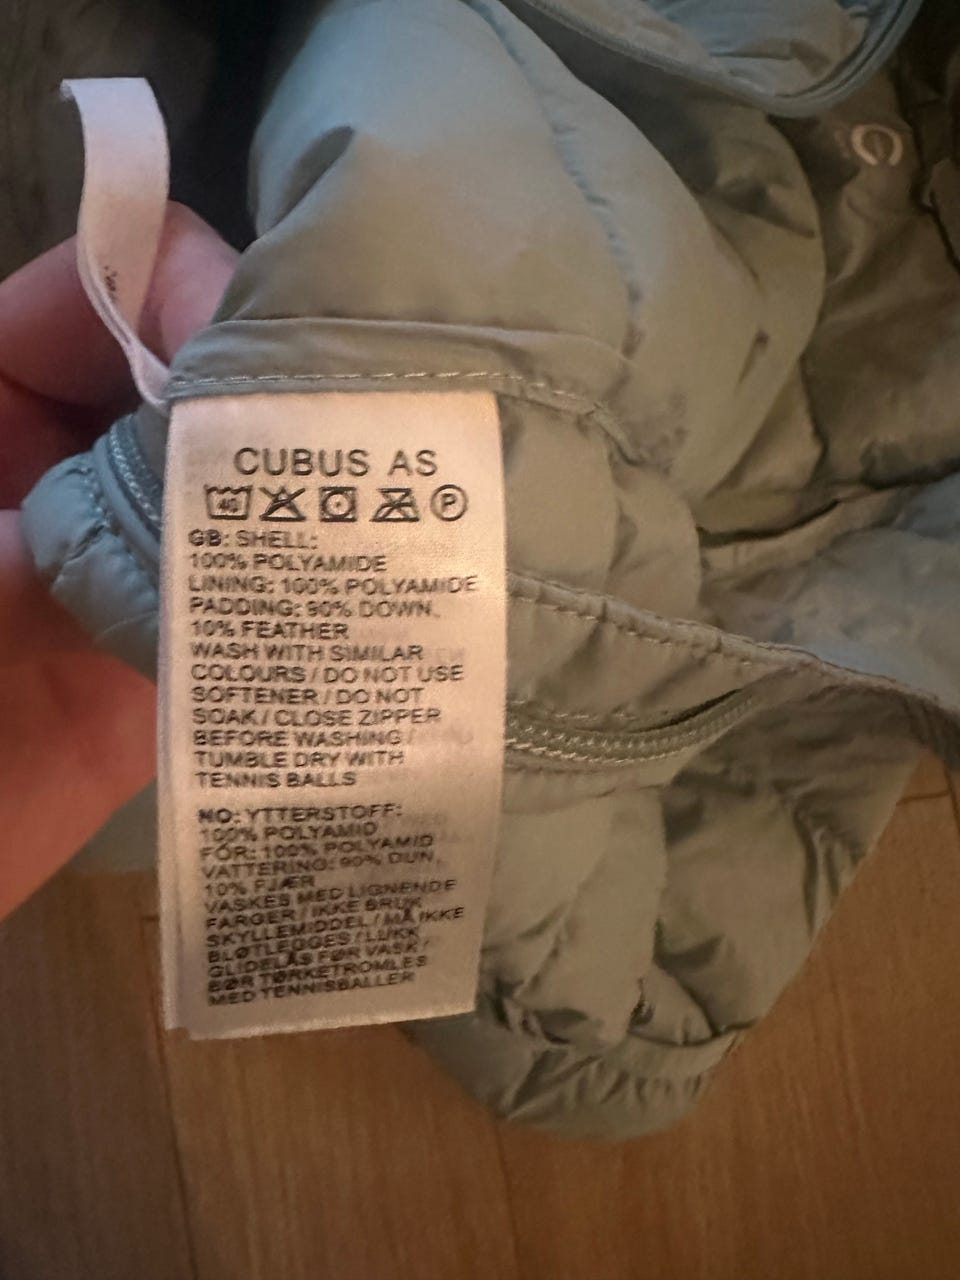 CUBUS AS
40 P
GB: SHELL:
100% POLYAMIDE
LINING: 100% POLYAMIDE
PADDING: 90% DOWN,
10% FEATHER
WASH WITH SIMILAR
COLOURS / DO NOT USE
SOFTENER / DO NOT
SOAK / CLOSE ZIPPER
BEFORE WASHING /
TUMBLE DRY WITH
TENNIS BALLS
NO: YTTERSTOFF:
100% POLYAMID
FÓR: 100% POLYAMID
VATTERING: 90% DUN,
10% FJÆR
VASKES MED LIGNENDE
FARGER / IKKE BRUK
SKYLLEMIDDEL / MÅ IKKE
BLØTLEGGES / LUKK
GLIDELÅS FØR VASK /
BØR TØRKETROMLES
MED TENNISBALLER